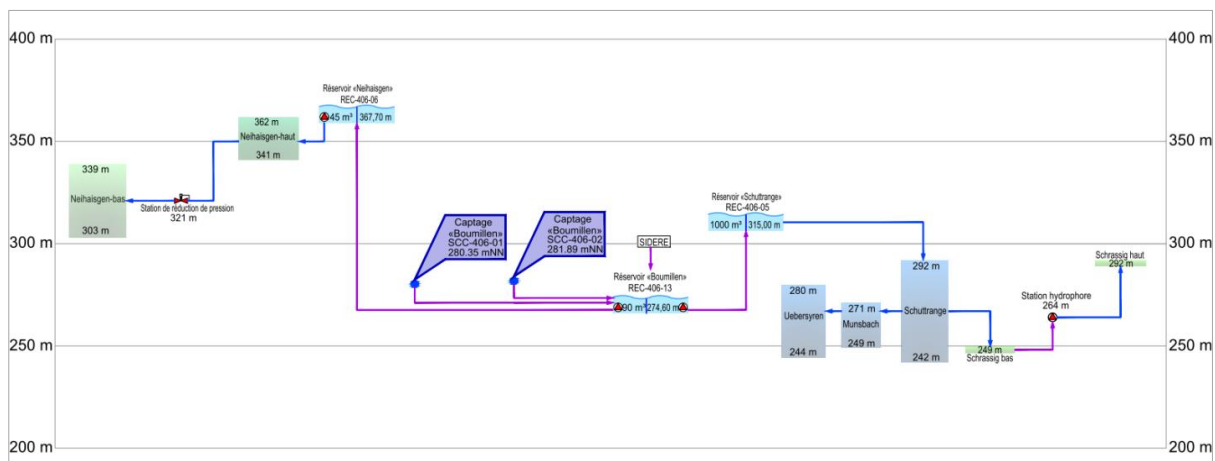 400 m
400 m
350 m
350 m
300 m
300 m
250 m
250 m
200 m
200 m
339 m
Neihaisgen-bas
303 m
Station de réduction de pression
321 m
362 m
Neihaisgen-haut
341 m
Réservoir «Neihaisgen»
REC-406-06
45 m³
367,70 m
Captage
«Boumillen»
SCC-406-01
280.35 mNN
Captage
«Boumillen»
SCC-406-02
281.89 mNN
SIDERE
Réservoir «Boumillen»
REC-406-13
90 m³
274,60 m
Réservoir «Schuttrange»
REC-406-05
1000 m³
315,00 m
280 m
Uebersyren
244 m
271 m
Munsbach
249 m
292 m
Schuttrange
242 m
249 m
Schrassig bas
Station hydrophore
264 m
Schrassig haut
292 m